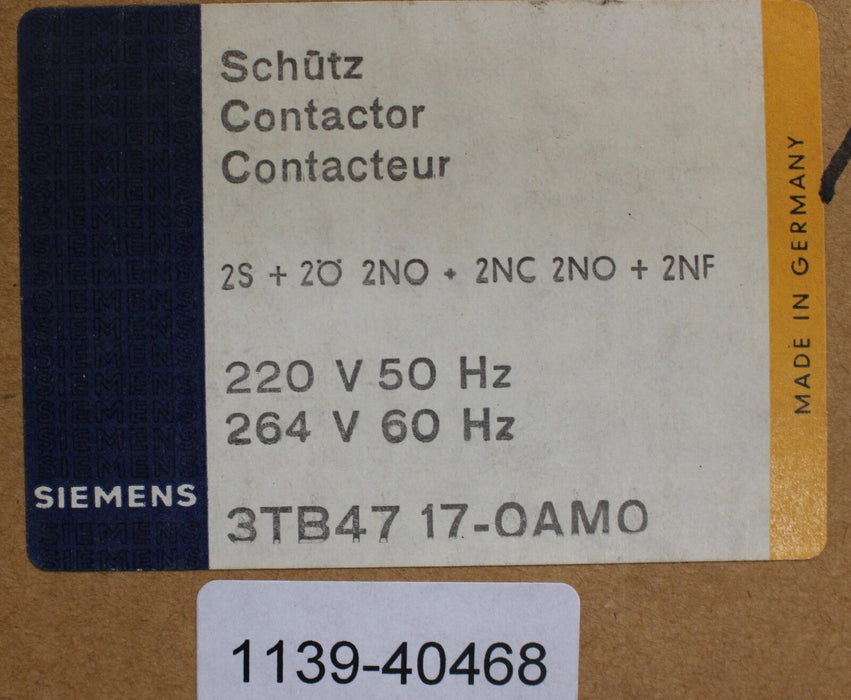 Schütz
Contactor
Contacteur
2S + 2Ö 2NO + 2NC 2NO + 2NF
220 V 50 Hz
264 V 60 Hz
SIEMENS
3TB47 17-0AM0
MADE IN GERMANY
1139-40468